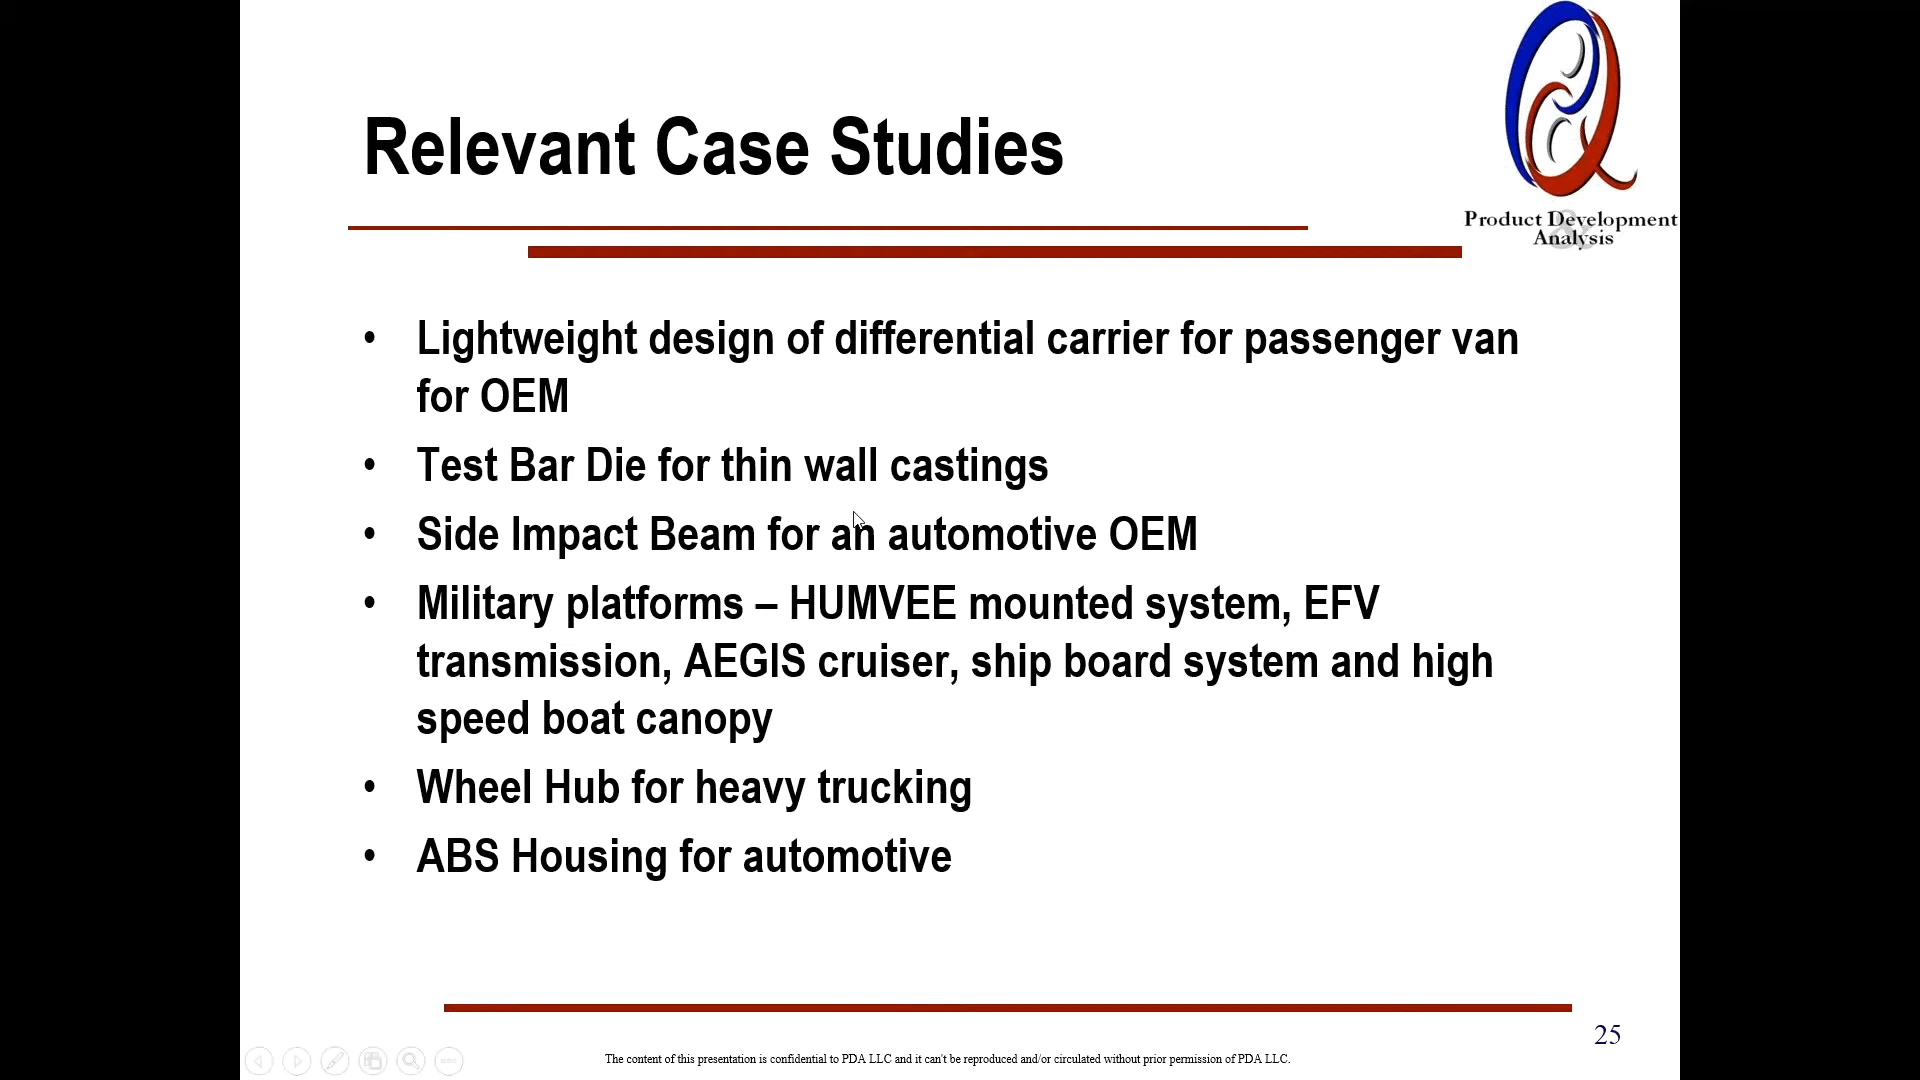 Relevant Case Studies
Product Development
&
Analysis
• Lightweight design of differential carrier for passenger van
for OEM
• Test Bar Die for thin wall castings
• Side Impact Beam for an automotive OEM
• Military platforms – HUMVEE mounted system, EFV
transmission, AEGIS cruiser, ship board system and high
speed boat canopy
• Wheel Hub for heavy trucking
• ABS Housing for automotive
25
The content of this presentation is confidential to PDA LLC and it can't be reproduced and/or circulated without prior permission of PDA LLC.